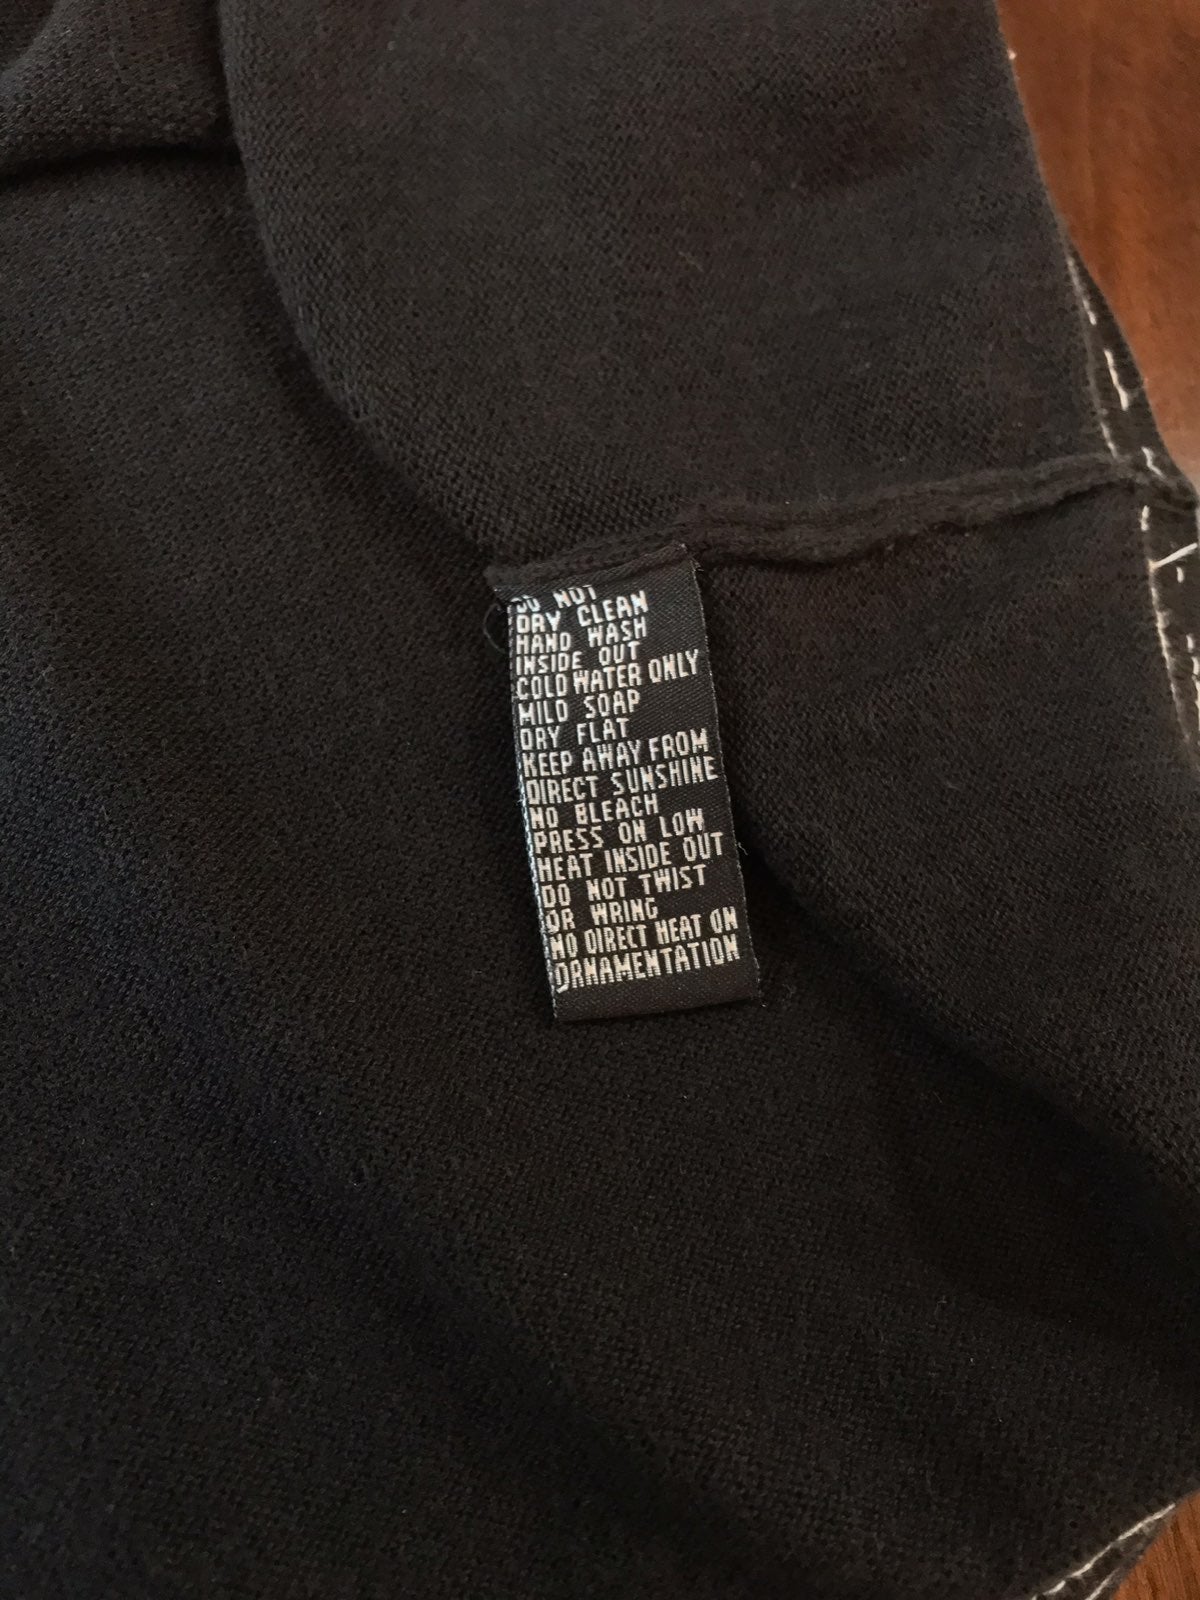 DO NOT
DRY CLEAN
HAND WASH
INSIDE OUT
COLD WATER ONLY
MILD SOAP
DRY FLAT
KEEP AWAY FROM
DIRECT SUNSHINE
NO BLEACH
PRESS ON LOW
HEAT INSIDE OUT
DO NOT TWIST
OR WRING
NO DIRECT HEAT ON
ORNAMENTATION